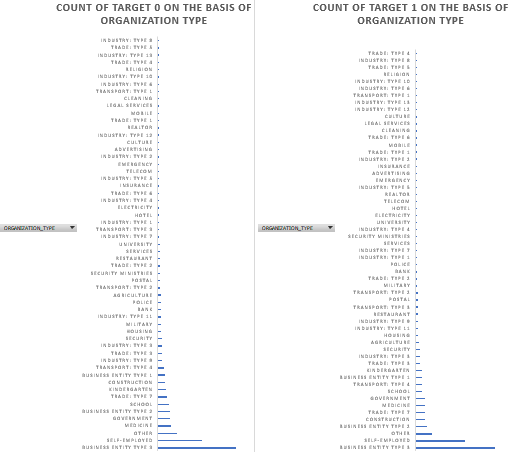 COUNT OF TARGET 0 ON THE BASIS OF
ORGANIZATION TYPE
INDUSTRY: TYPE 8
TRADE: TYPE 5
INDUSTRY: TYPE 13
TRADE: TYPE 4
RELIGION
INDUSTRY: TYPE 10
INDUSTRY: TYPE 6
TRANSPORT: TYPE 1
CLEANING
LEGAL SERVICES
MOBILE
TRADE: TYPE 1
REALTOR
INDUSTRY: TYPE 12
CULTURE
ADVERTISING
INDUSTRY: TYPE 2
EMERGENCY
TELECOM
INDUSTRY: TYPE 5
INSURANCE
TRADE: TYPE 6
INDUSTRY: TYPE 4
ELECTRICITY
HOTEL
INDUSTRY: TYPE 1
TRANSPORT: TYPE 3
INDUSTRY: TYPE 7
UNIVERSITY
SERVICES
RESTAURANT
TRADE: TYPE 2
SECURITY MINISTRIES
POSTAL
TRANSPORT: TYPE 2
AGRICULTURE
POLICE
BANK
INDUSTRY: TYPE 11
MILITARY
HOUSING
SECURITY
INDUSTRY: TYPE 3
TRADE: TYPE 3
INDUSTRY: TYPE 9
TRANSPORT: TYPE 4
BUSINESS ENTITY TYPE 1
CONSTRUCTION
KINDERGARTEN
TRADE: TYPE 7
SCHOOL
BUSINESS ENTITY TYPE 2
GOVERNMENT
MEDICINE
OTHER
SELF-EMPLOYED
BUSINESS ENTITY TYPE 3
ORGANIZATION_TYPE
COUNT OF TARGET 1 ON THE BASIS OF
ORGANIZATION TYPE
TRADE: TYPE 4
INDUSTRY: TYPE 8
TRADE: TYPE 5
RELIGION
INDUSTRY: TYPE 10
INDUSTRY: TYPE 6
TRANSPORT: TYPE 1
INDUSTRY: TYPE 13
INDUSTRY: TYPE 12
CULTURE
LEGAL SERVICES
CLEANING
TRADE: TYPE 6
MOBILE
TRADE: TYPE 1
INDUSTRY: TYPE 2
INSURANCE
ADVERTISING
EMERGENCY
INDUSTRY: TYPE 5
REALTOR
TELECOM
HOTEL
ELECTRICITY
UNIVERSITY
INDUSTRY: TYPE 4
SECURITY MINISTRIES
SERVICES
INDUSTRY: TYPE 7
INDUSTRY: TYPE 1
POLICE
BANK
TRADE: TYPE 2
MILITARY
TRANSPORT: TYPE 2
POSTAL
TRANSPORT: TYPE 3
RESTAURANT
INDUSTRY: TYPE 9
INDUSTRY: TYPE 11
HOUSING
AGRICULTURE
SECURITY
INDUSTRY: TYPE 3
TRADE: TYPE 3
KINDERGARTEN
BUSINESS ENTITY TYPE 1
TRANSPORT: TYPE 4
SCHOOL
GOVERNMENT
MEDICINE
TRADE: TYPE 7
CONSTRUCTION
BUSINESS ENTITY TYPE 2
OTHER
SELF-EMPLOYED
BUSINESS ENTITY TYPE 3
ORGANIZATION_TYPE